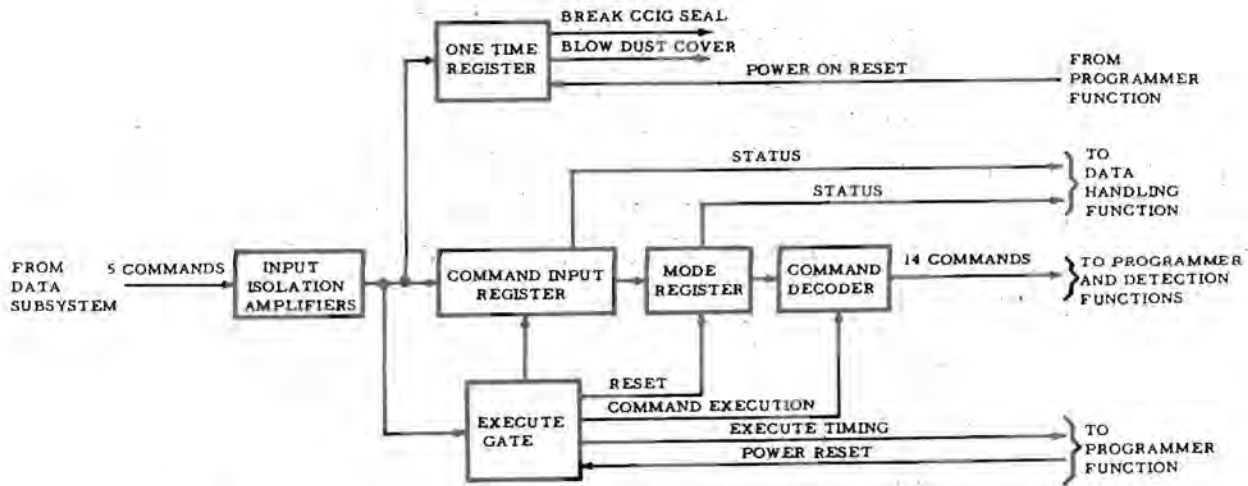 BREAK CCIG SEAL
BLOW DUST COVER
ONE TIME
REGISTER
POWER ON RESET
FROM
PROGRAMMER
FUNCTION
STATUS
STATUS
TO
DATA
HANDLING
FUNCTION
FROM
DATA
SUBSYSTEM
5 COMMANDS
INPUT
ISOLATION
AMPLIFIERS
COMMAND INPUT
REGISTER
MODE
REGISTER
COMMAND
DECODER
14 COMMANDS
TO PROGRAMMER
AND DETECTION
FUNCTIONS
EXECUTE
GATE
RESET
COMMAND EXECUTION
EXECUTE TIMING
POWER RESET
TO
PROGRAMMER
FUNCTION